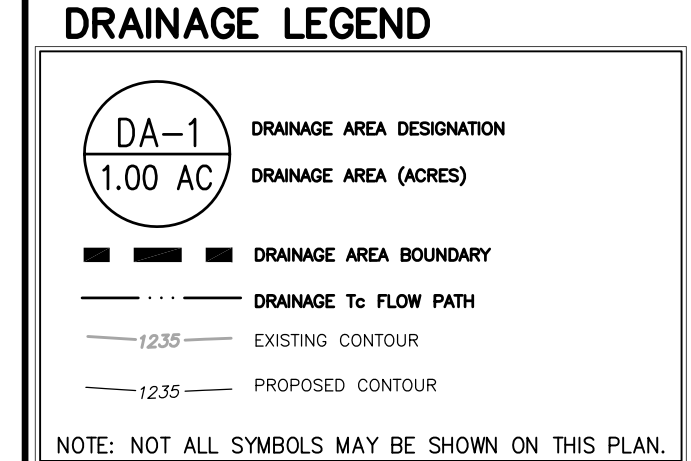 DRAINAGE LEGEND
DA-1 DRAINAGE AREA DESIGNATION
1.00 AC DRAINAGE AREA (ACRES)
DRAINAGE AREA BOUNDARY
DRAINAGE Tc FLOW PATH
1235 EXISTING CONTOUR
1235 PROPOSED CONTOUR
NOTE: NOT ALL SYMBOLS MAY BE SHOWN ON THIS PLAN.